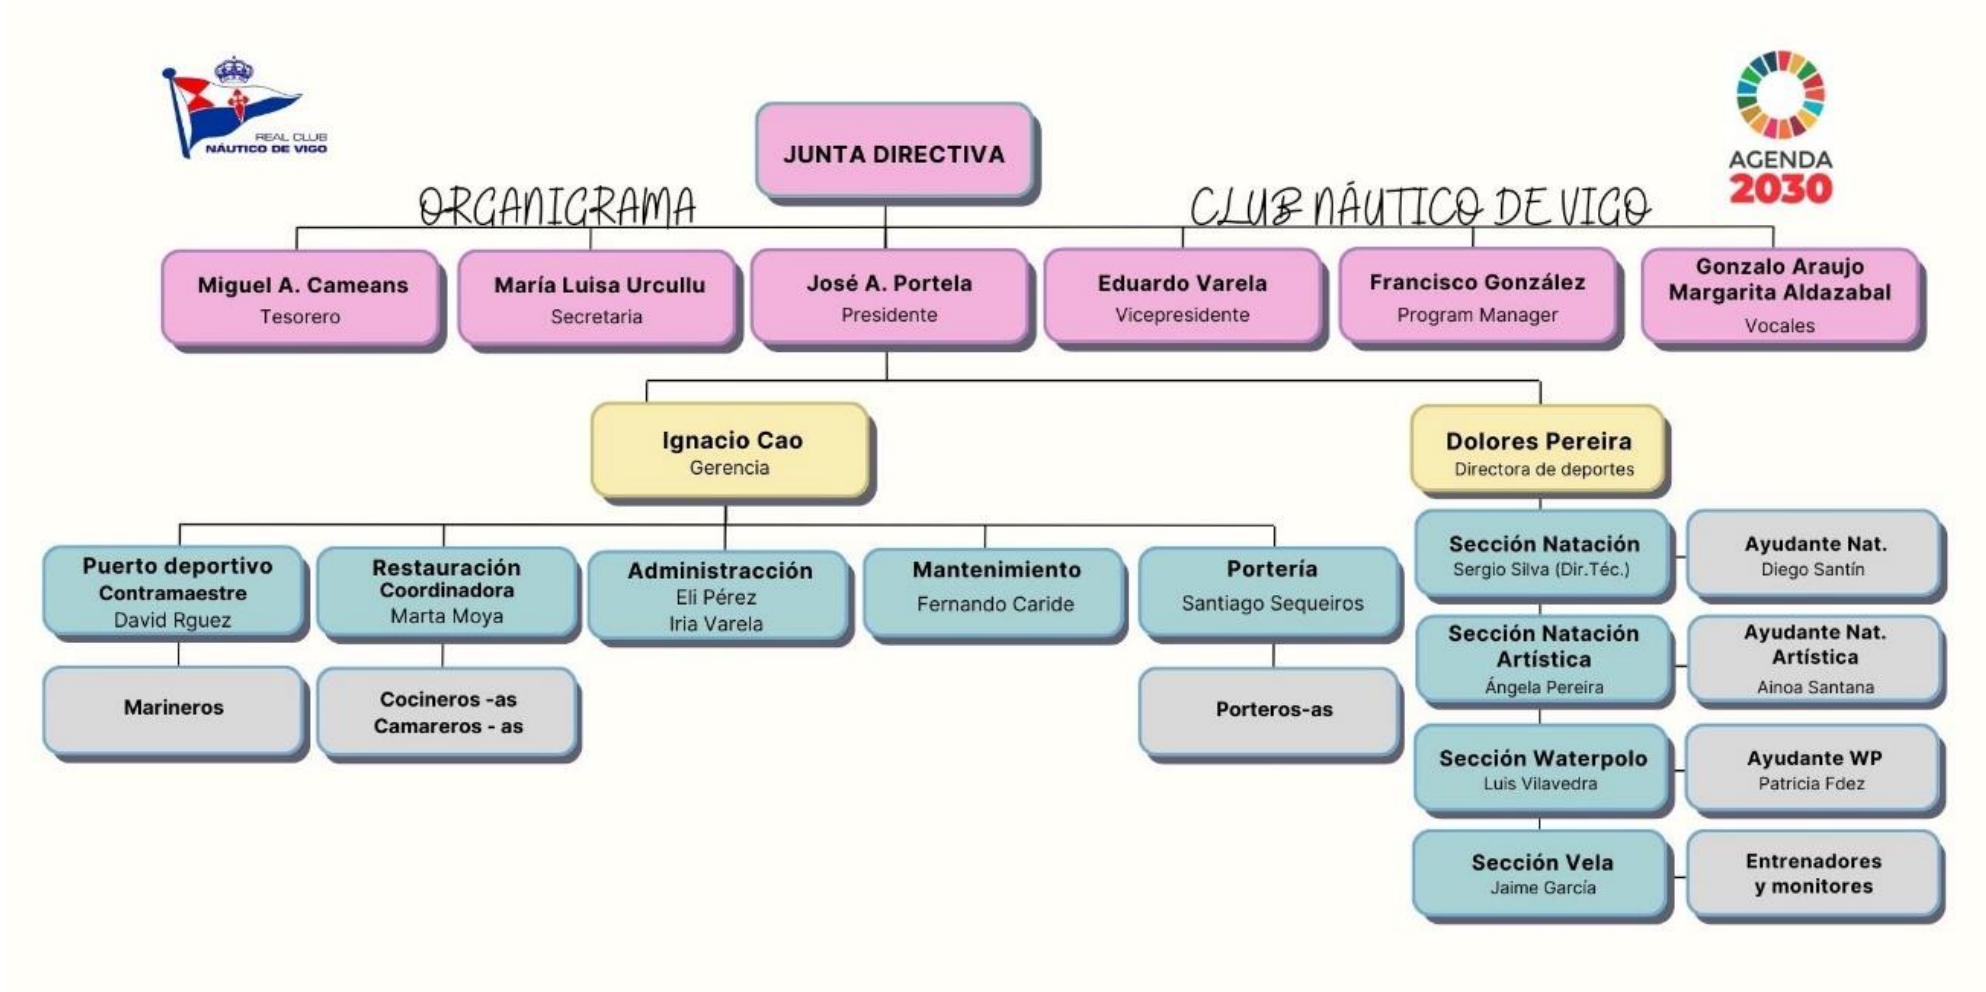 REAL CLUB
NÁUTICO DE VIGO
AGENDA
2030
ORGANIGRAMA
CLUB NÁUTICO DE VIGO
JUNTA DIRECTIVA
Miguel A. Cameans
Tesorero
María Luisa Urcullu
Secretaria
José A. Portela
Presidente
Eduardo Varela
Vicepresidente
Francisco González
Program Manager
Gonzalo Araujo
Margarita Aldazabal
Vocales
Ignacio Cao
Gerencia
Dolores Pereira
Directora de deportes
Puerto deportivo
Contramaestre
David Rguez
Restauración
Coordinadora
Marta Moya
Administracción
Eli Pérez
Iria Varela
Mantenimiento
Fernando Caride
Portería
Santiago Sequeiros
Marineros
Cocineros -as
Camareros - as
Porteros-as
Sección Natación
Sergio Silva (Dir.Téc.)
Ayudante Nat.
Diego Santín
Sección Natación
Artística
Ángela Pereira
Ayudante Nat.
Artística
Ainoa Santana
Sección Waterpolo
Luis Vilavedra
Ayudante WP
Patricia Fdez
Sección Vela
Jaime García
Entrenadores
y monitores